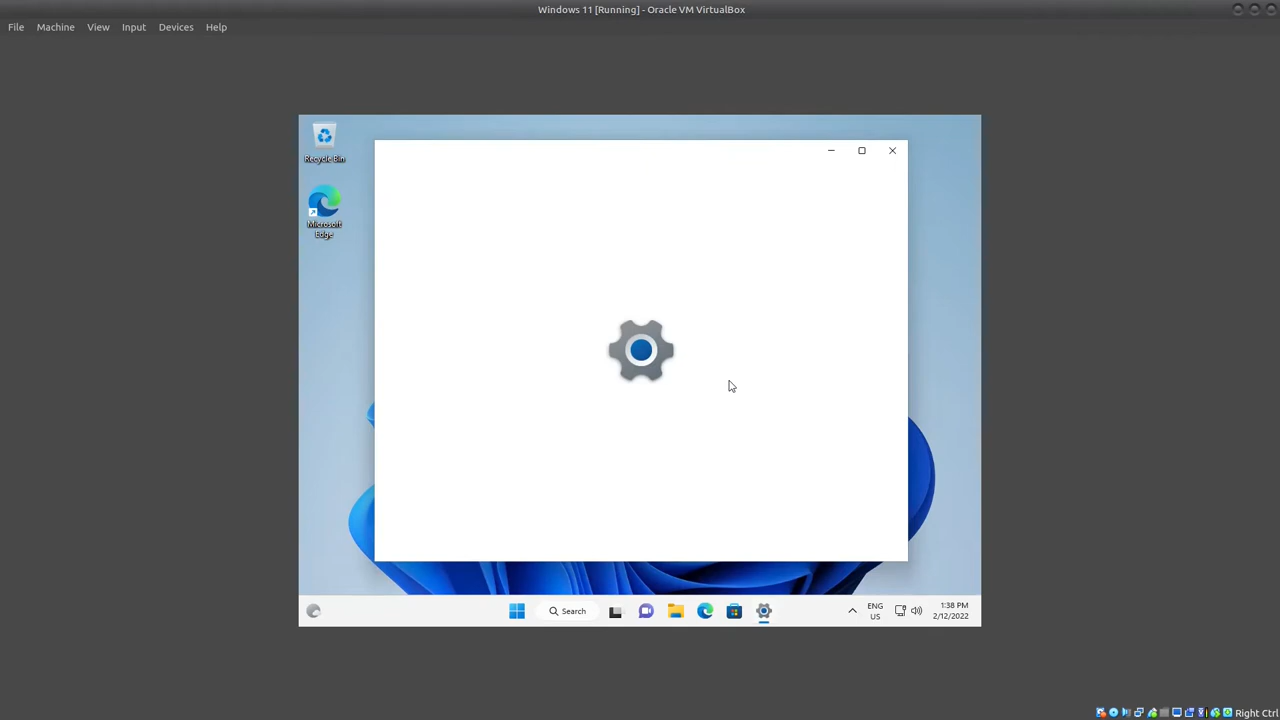 Windows 11 [Running] - Oracle VM VirtualBox
File Machine View Input Devices Help
Recycle Bin
Microsoft
Edge
Search
ENG
US
1:38 PM
2/12/2022
Right Ctrl